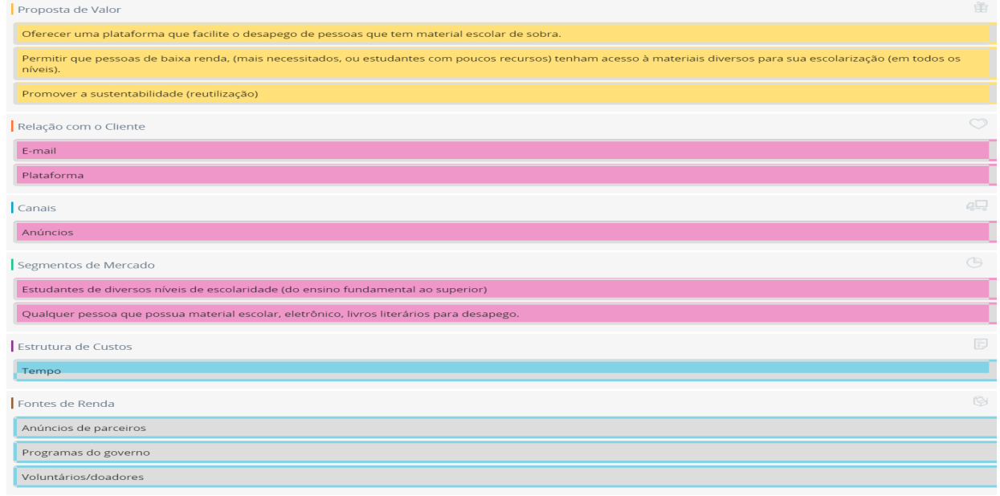 Proposta de Valor
Oferecer uma plataforma que facilite o desapego de pessoas que tem material escolar de sobra.
Permitir que pessoas de baixa renda, (mais necessitados, ou estudantes com poucos recursos) tenham acesso à materiais diversos para sua escolarização (em todos os
níveis).
Promover a sustentabilidade (reutilização)
Relação com o Cliente
E-mail
Plataforma
Canais
Anúncios
Segmentos de Mercado
Estudantes de diversos níveis de escolaridade (do ensino fundamental ao superior)
Qualquer pessoa que possua material escolar, eletrônico, livros literários para desapego.
Estrutura de Custos
Tempo
Fontes de Renda
Anúncios de parceiros
Programas do governo
Voluntários/doadores